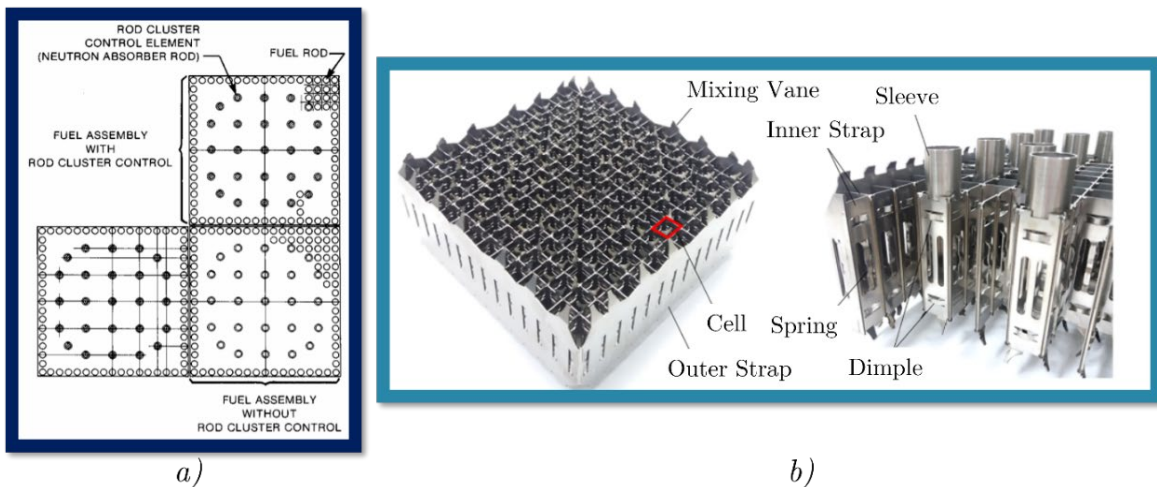 ROD CLUSTER
CONTROL ELEMENT
(NEUTRON ABSORBER ROD)
FUEL ROD
FUEL ASSEMBLY
WITH
ROD CLUSTER CONTROL
FUEL ASSEMBLY
WITHOUT
ROD CLUSTER CONTROL
a)
Mixing Vane
Sleeve
Inner Strap
Cell
Spring
Outer Strap
Dimple
b)